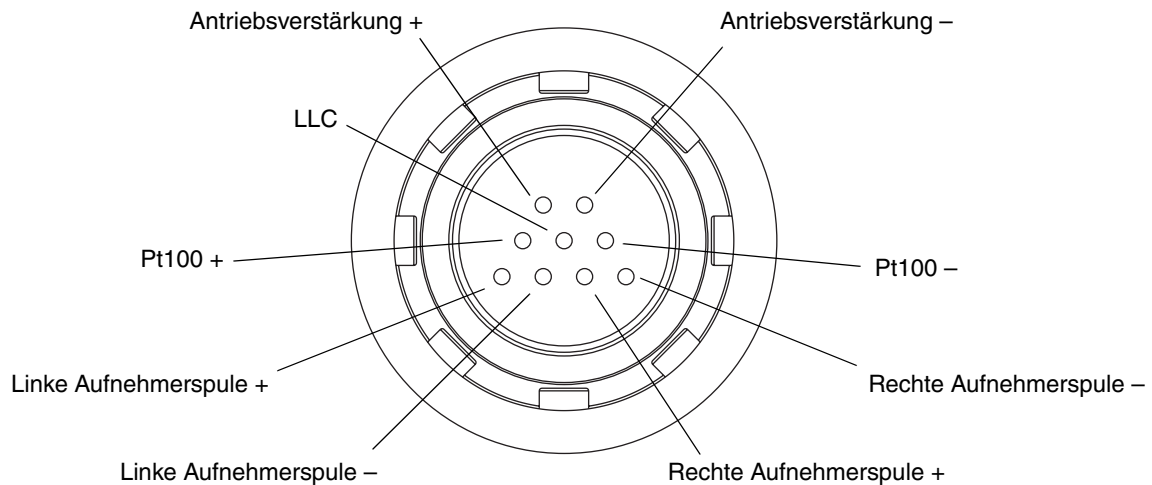 Antriebsverstärkung +
Antriebsverstärkung –
LLC
Pt100 +
Pt100 –
Linke Aufnehmerspule +
Rechte Aufnehmerspule –
Linke Aufnehmerspule –
Rechte Aufnehmerspule +